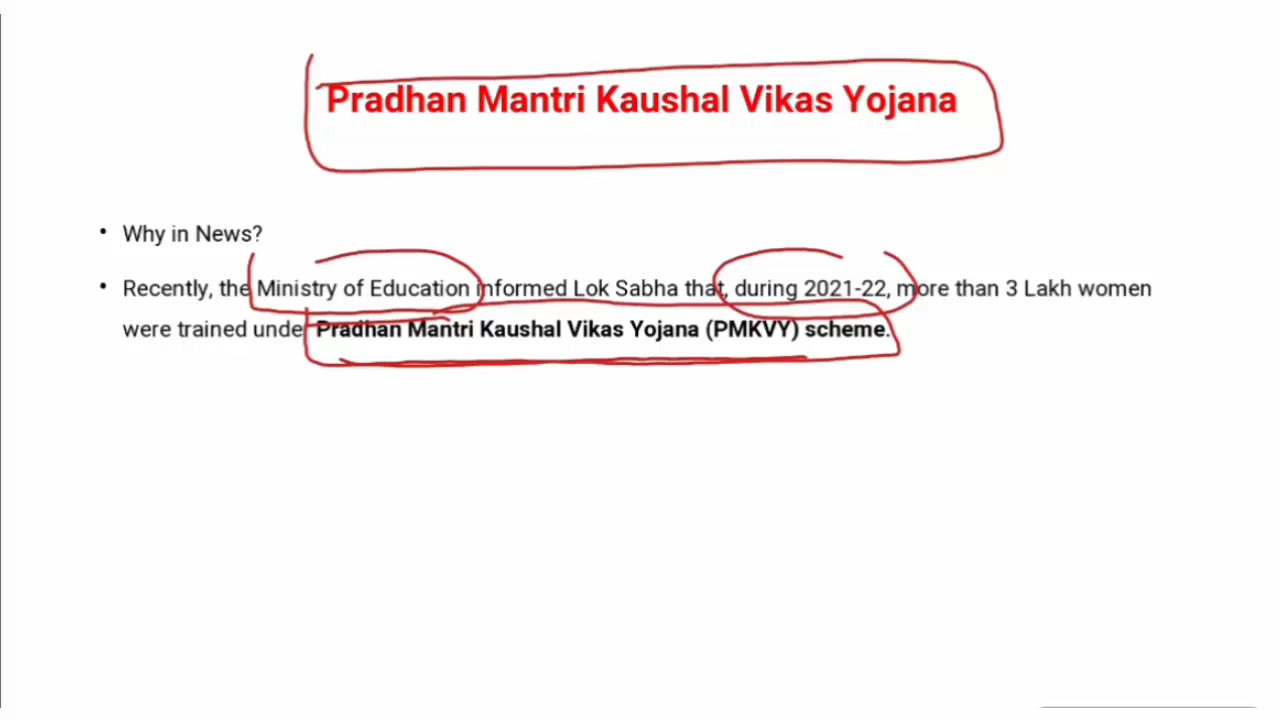 Pradhan Mantri Kaushal Vikas Yojana
• Why in News?
• Recently, the Ministry of Education informed Lok Sabha that, during 2021-22, more than 3 Lakh women
were trained under Pradhan Mantri Kaushal Vikas Yojana (PMKVY) scheme.